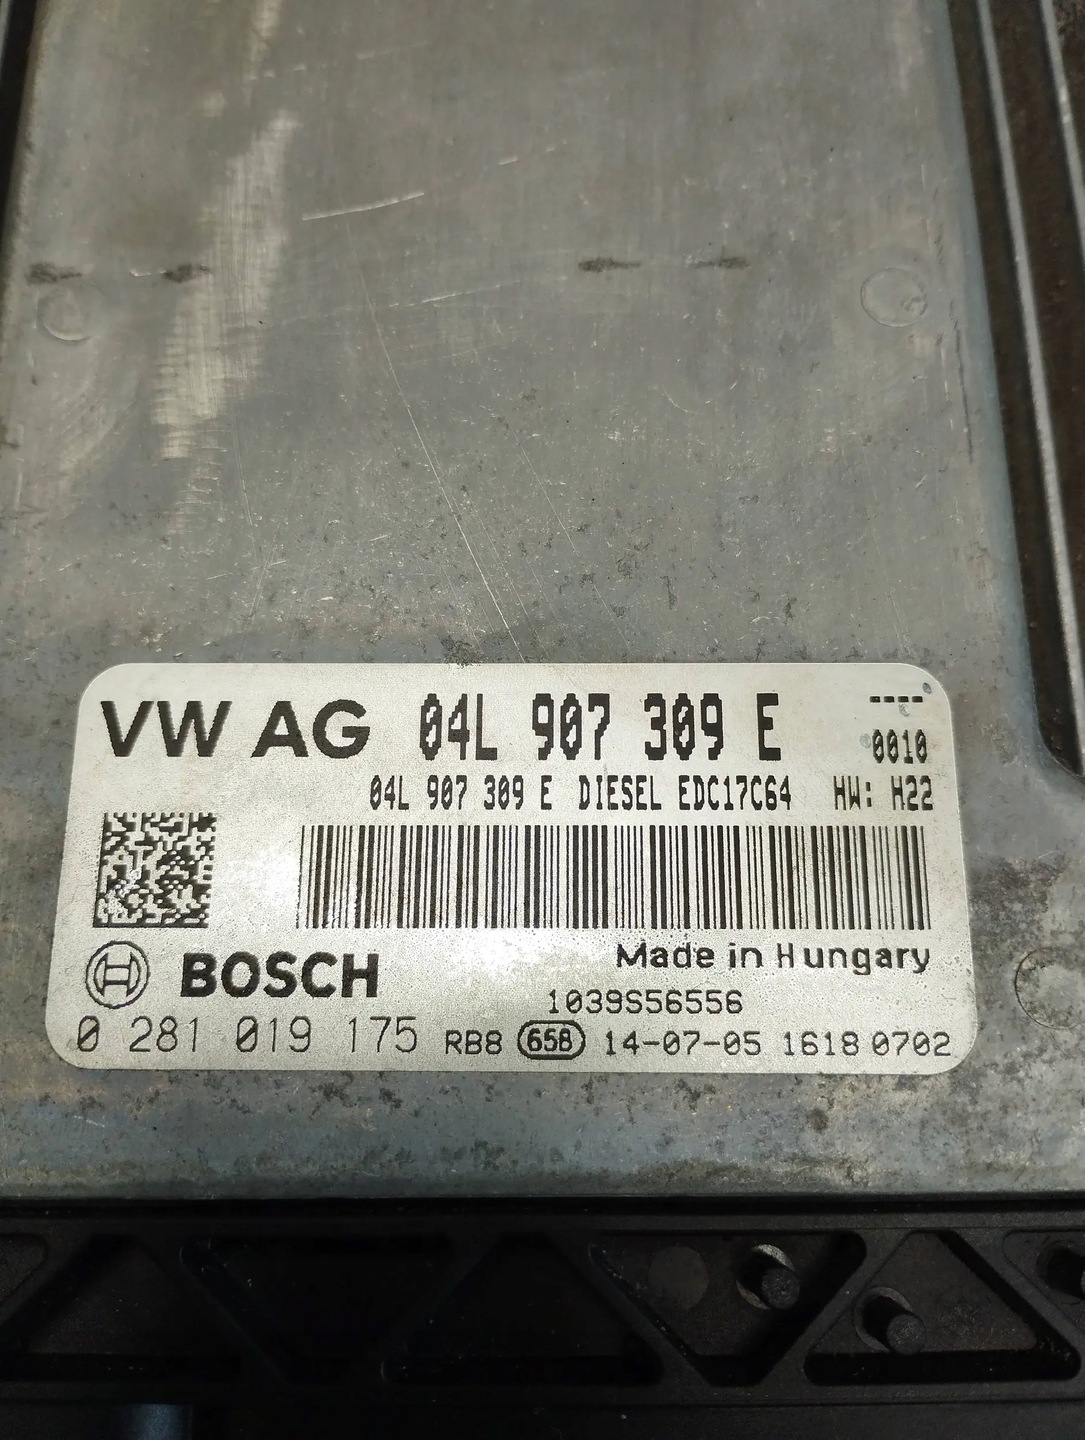 VW AG 04L 907 309 E ----
0010
04L 907 309 E DIESEL EDC17C64 HW: H22
Made in Hungary
BOSCH
1039S56556
0 281 019 175 RB8 658 14-07-05 1618 0702